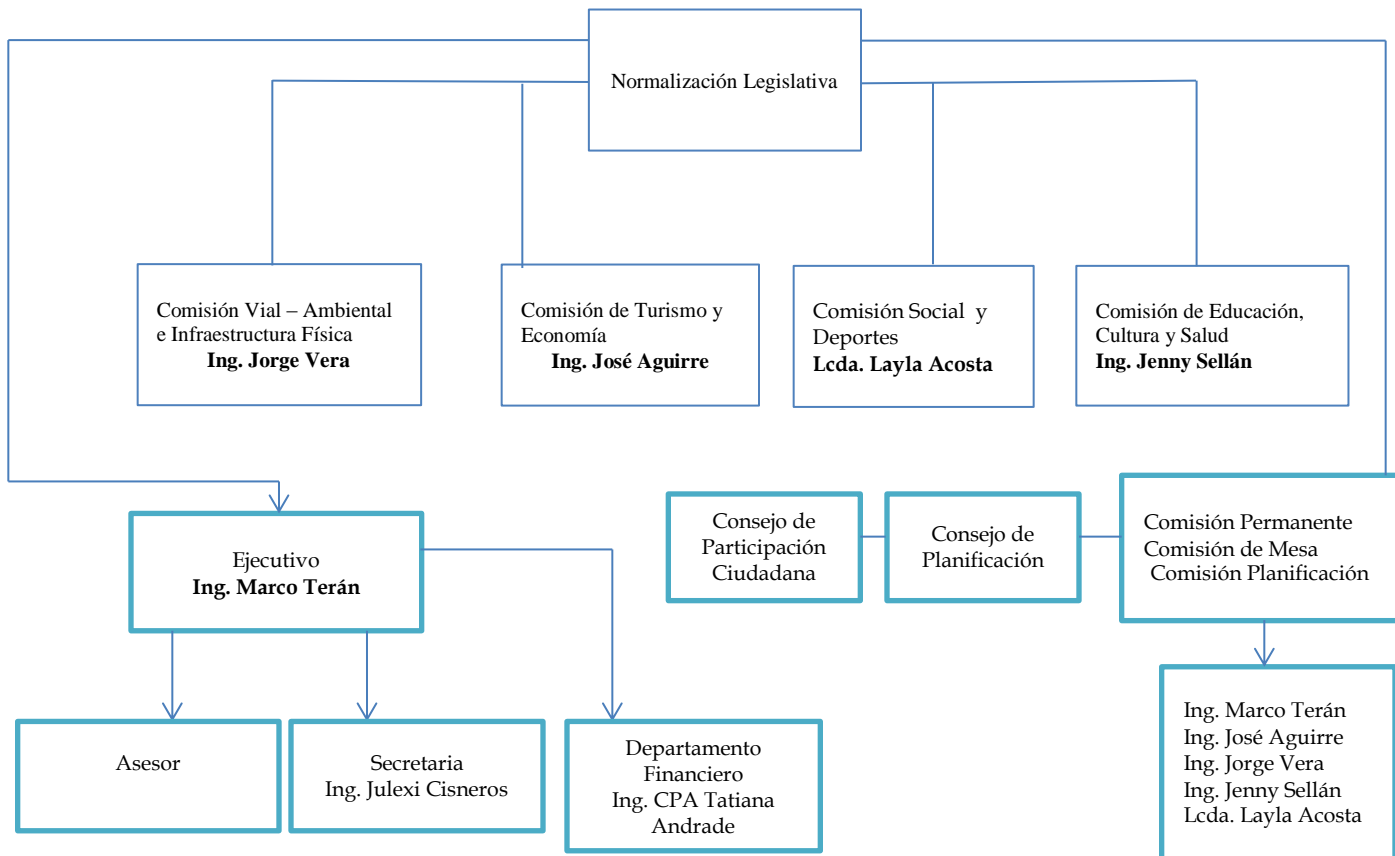 Normalización Legislativa
Comisión Vial – Ambiental
e Infraestructura Física
Ing. Jorge Vera
Comisión de Turismo y
Economía
Ing. José Aguirre
Comisión Social y
Deportes
Lcda. Layla Acosta
Comisión de Educación,
Cultura y Salud
Ing. Jenny Sellán
Ejecutivo
Ing. Marco Terán
Consejo de
Participación
Ciudadana
Consejo de
Planificación
Comisión Permanente
Comisión de Mesa
Comisión Planificación
Asesor
Secretaria
Ing. Julexi Cisneros
Departamento
Financiero
Ing. CPA Tatiana
Andrade
Ing. Marco Terán
Ing. José Aguirre
Ing. Jorge Vera
Ing. Jenny Sellán
Lcda. Layla Acosta